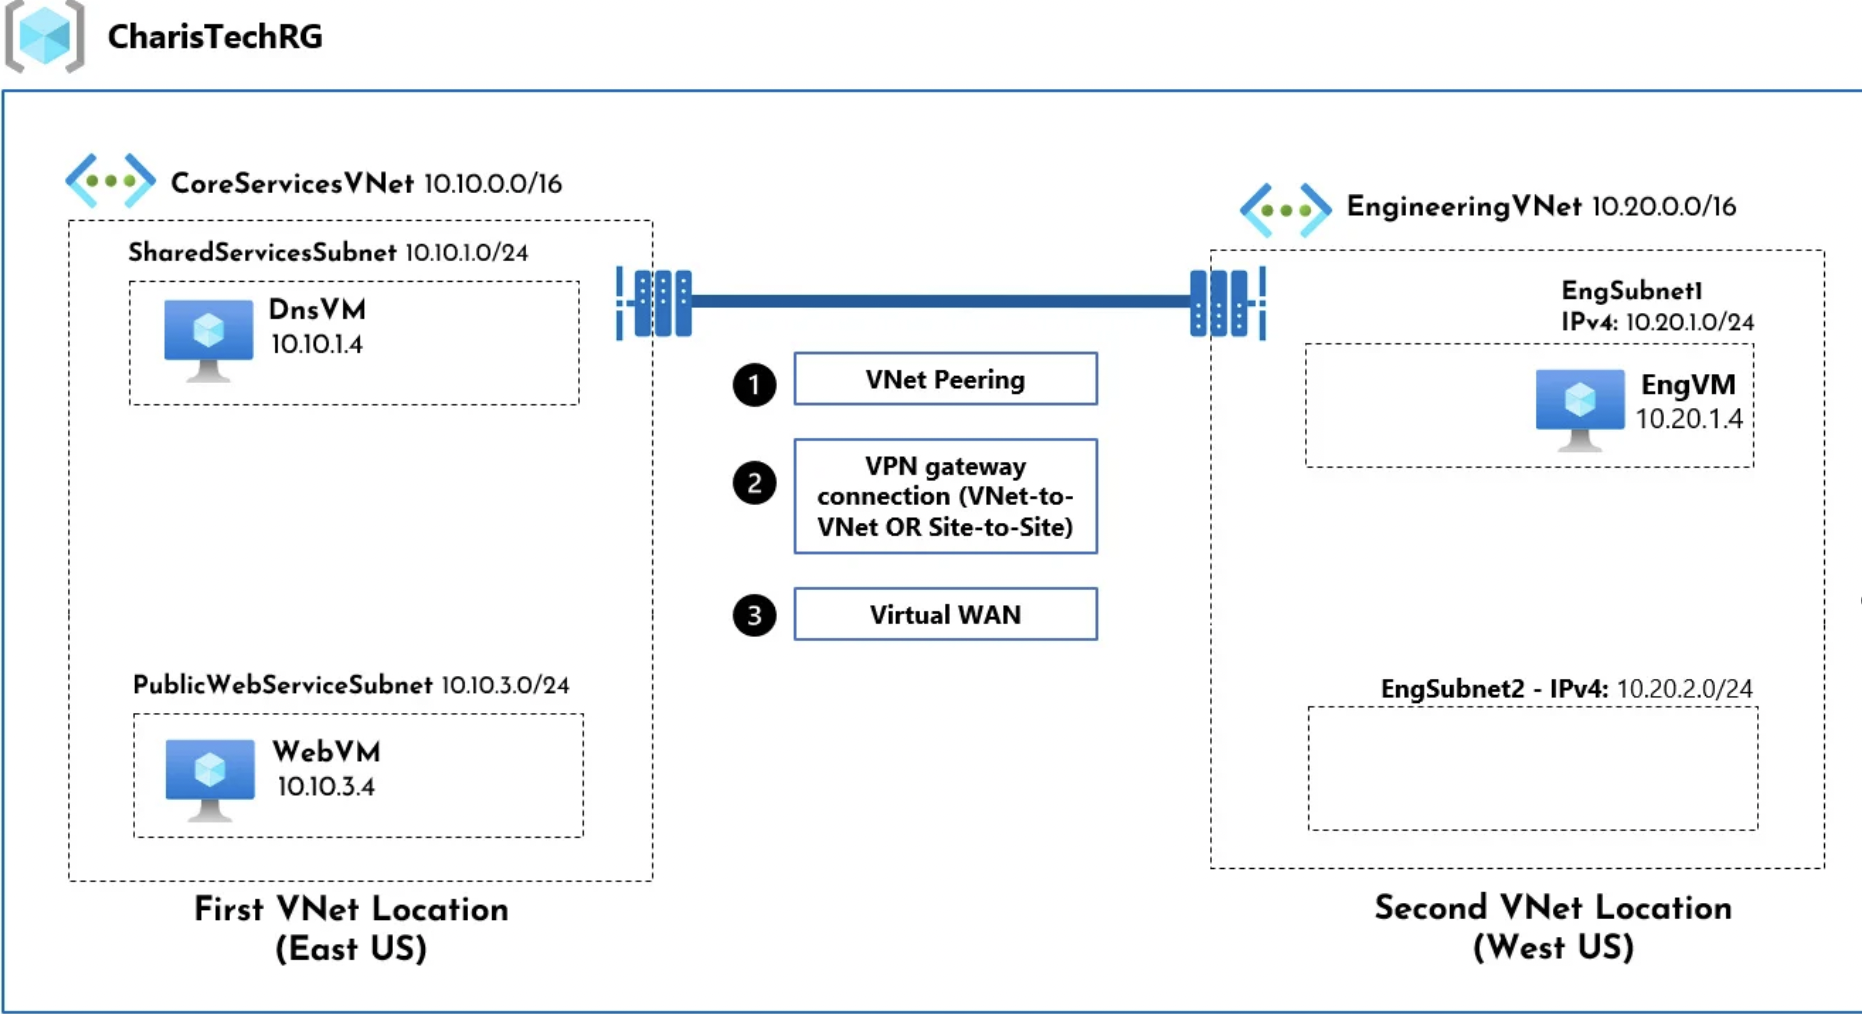 CharisTechRG
CoreServicesVNet 10.10.0.0/16
SharedServicesSubnet 10.10.1.0/24
DnsVM
10.10.1.4
PublicWebServiceSubnet 10.10.3.0/24
WebVM
10.10.3.4
First VNet Location
(East US)
1
VNet Peering
2
VPN gateway
connection (VNet-to-
VNet OR Site-to-Site)
3
Virtual WAN
EngineeringVNet 10.20.0.0/16
EngSubnet1
IPv4: 10.20.1.0/24
EngVM
10.20.1.4
EngSubnet2 - IPv4: 10.20.2.0/24
Second VNet Location
(West US)